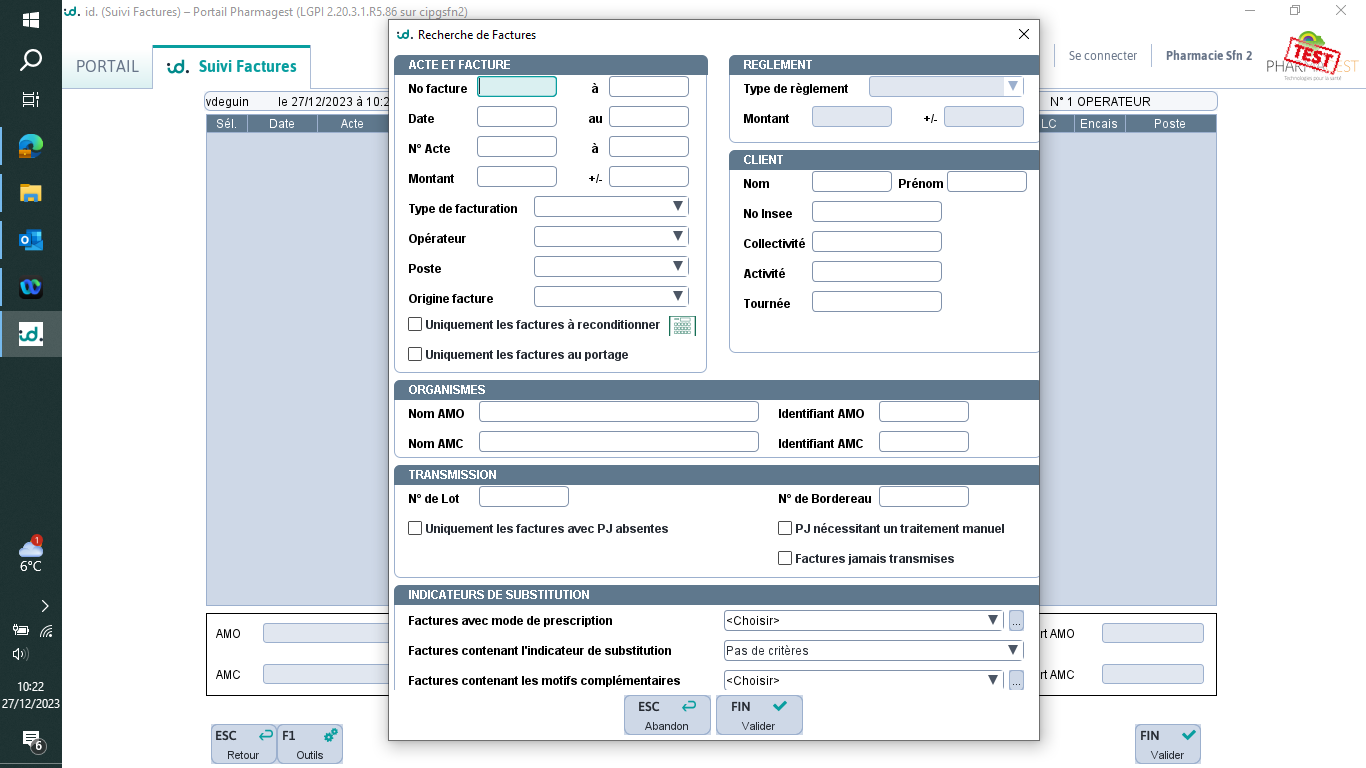 id. (Suivi Factures) – Portail Pharmagest (LGPI 2.20.3.1.R5.86 sur cipgsfn2)
id. Recherche de Factures
PORTAIL
id. Suivi Factures
Se connecter
Pharmacie Sfn 2
TEST
Technologies pour la santé
vdeguin le 27/12/2023 à 10:2
N° 1 OPERATEUR
Sél. Date Acte
LC Encais Poste
ACTE ET FACTURE
No facture à
Date au
N° Acte à
Montant +/-
Type de facturation
Opérateur
Poste
Origine facture
Uniquement les factures à reconditionner
Uniquement les factures au portage
REGLEMENT
Type de règlement
Montant +/-
CLIENT
Nom Prénom
No Insee
Collectivité
Activité
Tournée
ORGANISMES
Nom AMO Identifiant AMO
Nom AMC Identifiant AMC
TRANSMISSION
N° de Lot N° de Bordereau
Uniquement les factures avec PJ absentes PJ nécessitant un traitement manuel
Factures jamais transmises
INDICATEURS DE SUBSTITUTION
Factures avec mode de prescription <Choisir> ...
Factures contenant l'indicateur de substitution Pas de critères
Factures contenant les motifs complémentaires <Choisir> ...
ESC Abandon
FIN Valider
AMO
AMC
rt AMO
rt AMC
ESC Retour
F1 Outils
FIN Valider
id.
1
6°C
10:22
27/12/2023
6